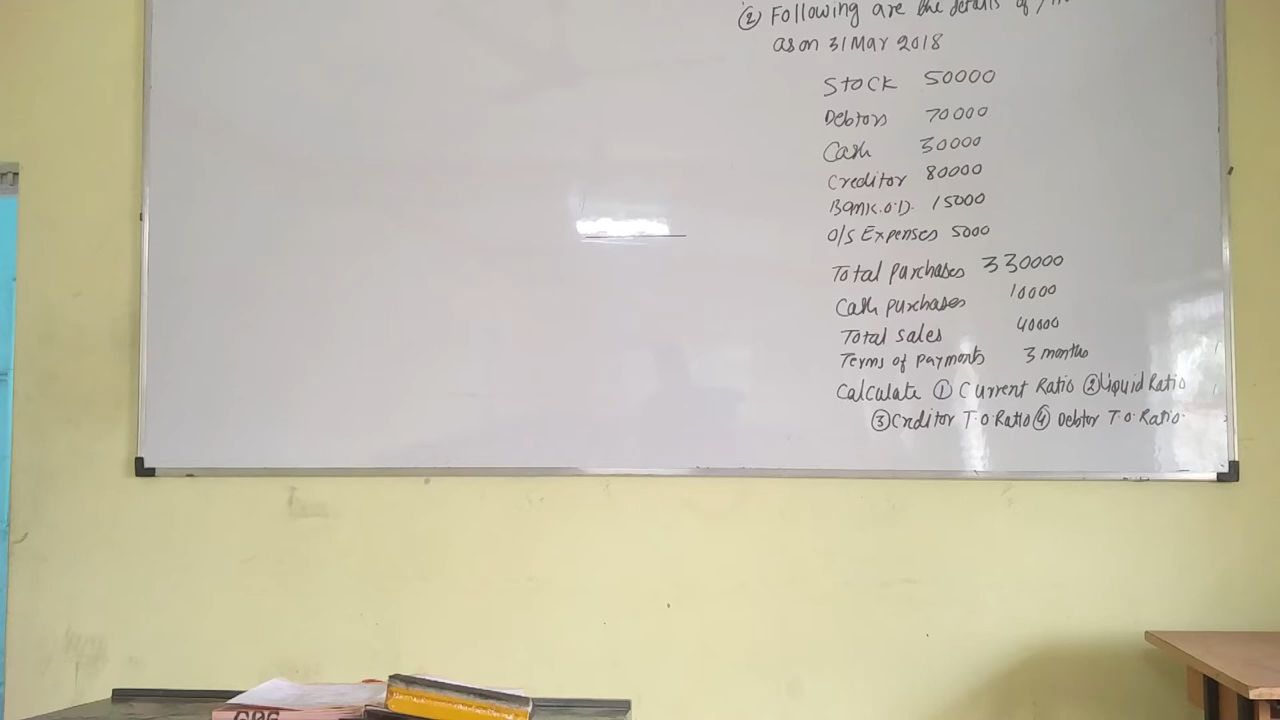 ② Following are the details of
as on 31 Mar 2018
Stock 50000
Debtors 70000
Cash 30000
Creditor 80000
Bank.O.D. 15000
O/S Expenses 5000
Total purchases 330000
Cash purchases 10000
Total sales 40000
Terms of payments 3 months
Calculate ① Current Ratio ② Liquid Ratio
③ Creditor T.O. Ratio ④ Debtor T.O. Ratio.